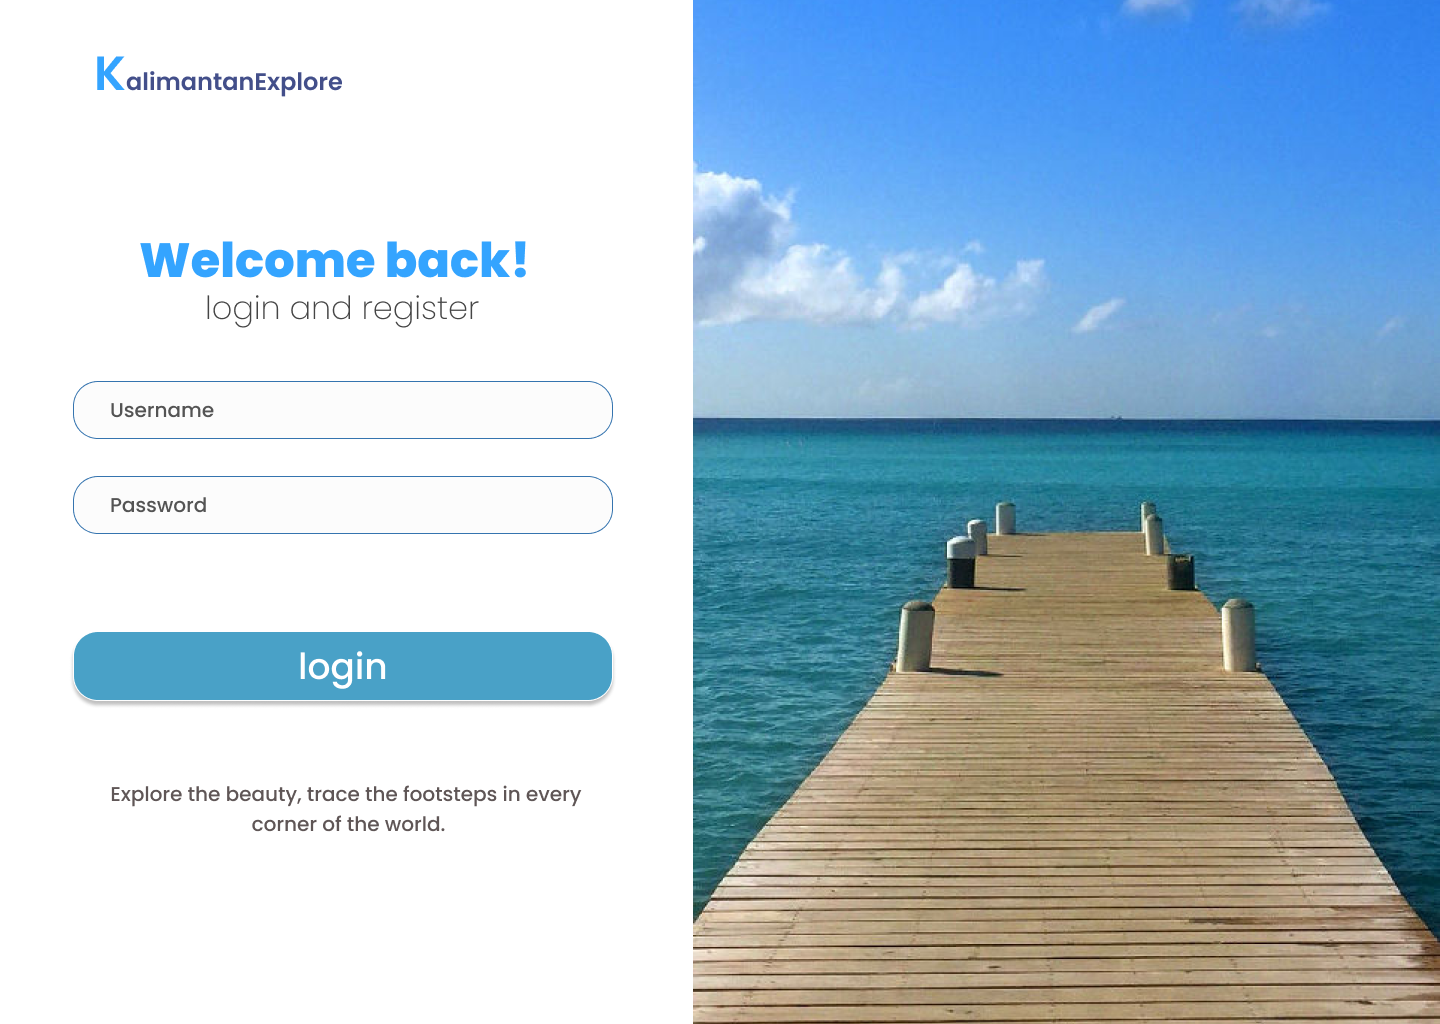 KalimantanExplore
Welcome back!
login and register
Username
Password
login
Explore the beauty, trace the footsteps in every
corner of the world.